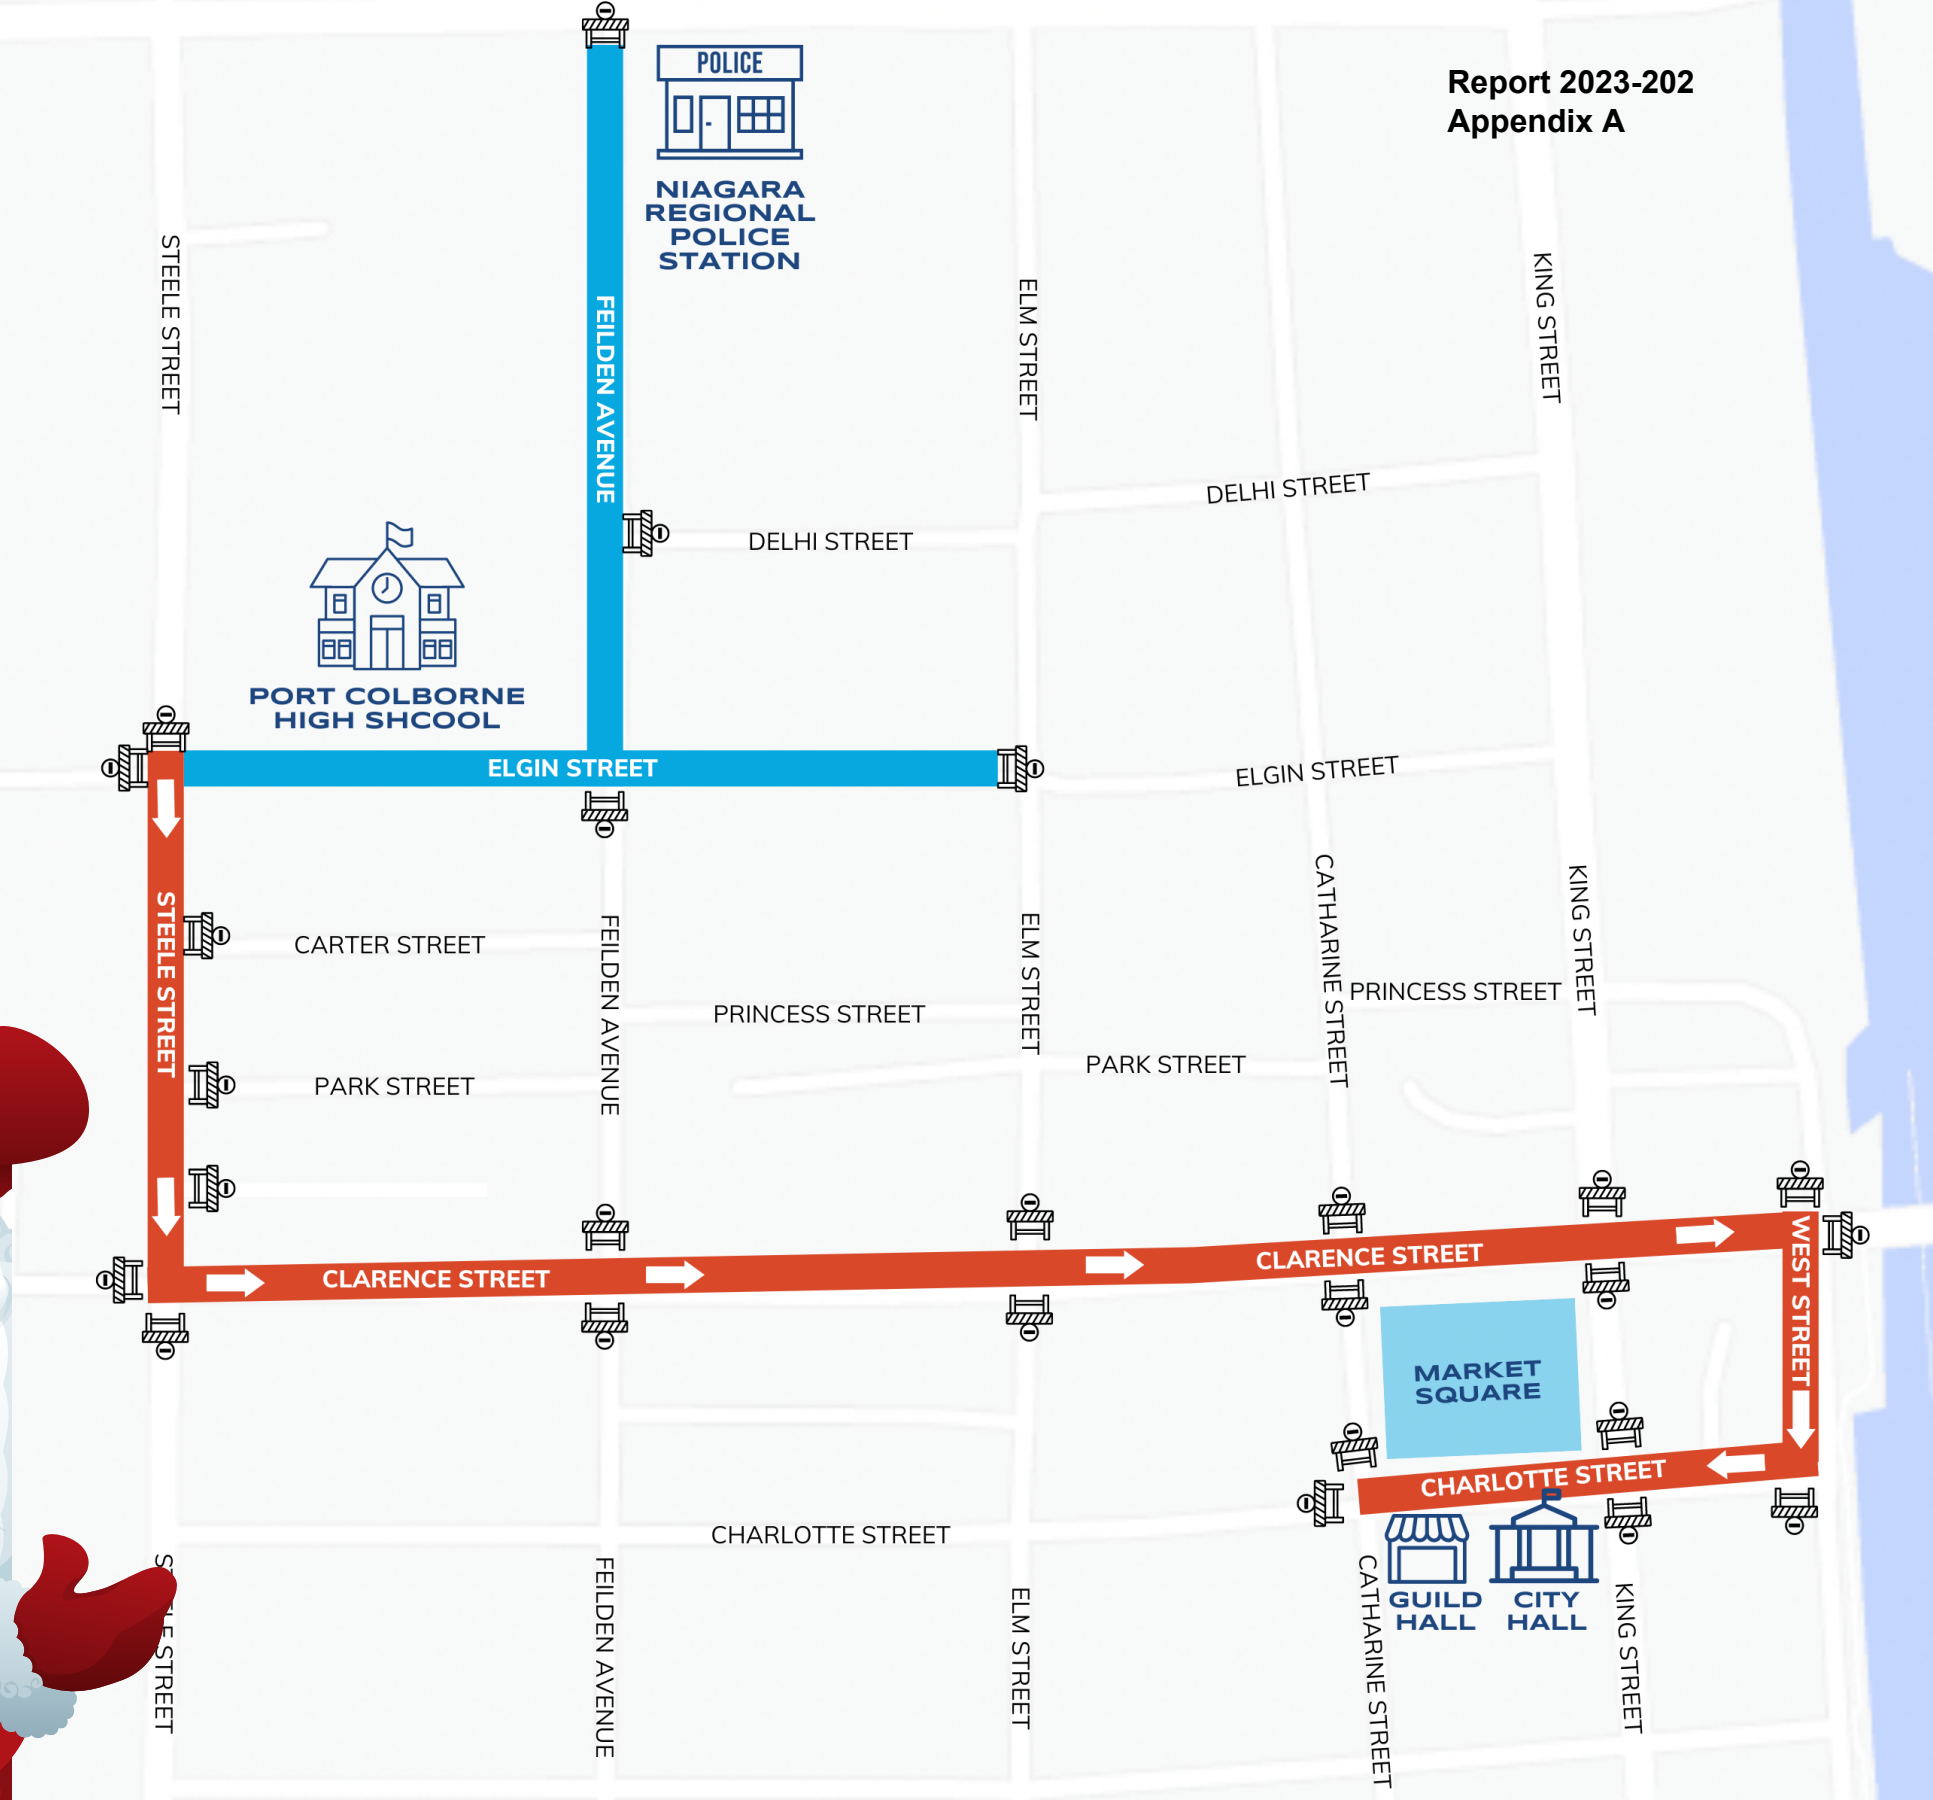 POLICE
Report 2023-202
Appendix A
NIAGARA
REGIONAL
POLICE
STATION
STEELE STREET
FEILDEN AVENUE
ELM STREET
KING STREET
DELHI STREET
DELHI STREET
PORT COLBORNE
HIGH SHCOOL
ELGIN STREET
ELGIN STREET
STEELE STREET
CARTER STREET
FEILDEN AVENUE
ELM STREET
CATHARINE STREET
KING STREET
PRINCESS STREET
PRINCESS STREET
PARK STREET
PARK STREET
CLARENCE STREET
CLARENCE STREET
WEST STREET
MARKET
SQUARE
CHARLOTTE STREET
CHARLOTTE STREET
STREET
FEILDEN AVENUE
ELM STREET
CATHARINE STREET
GUILD
HALL
CITY
HALL
KING STREET